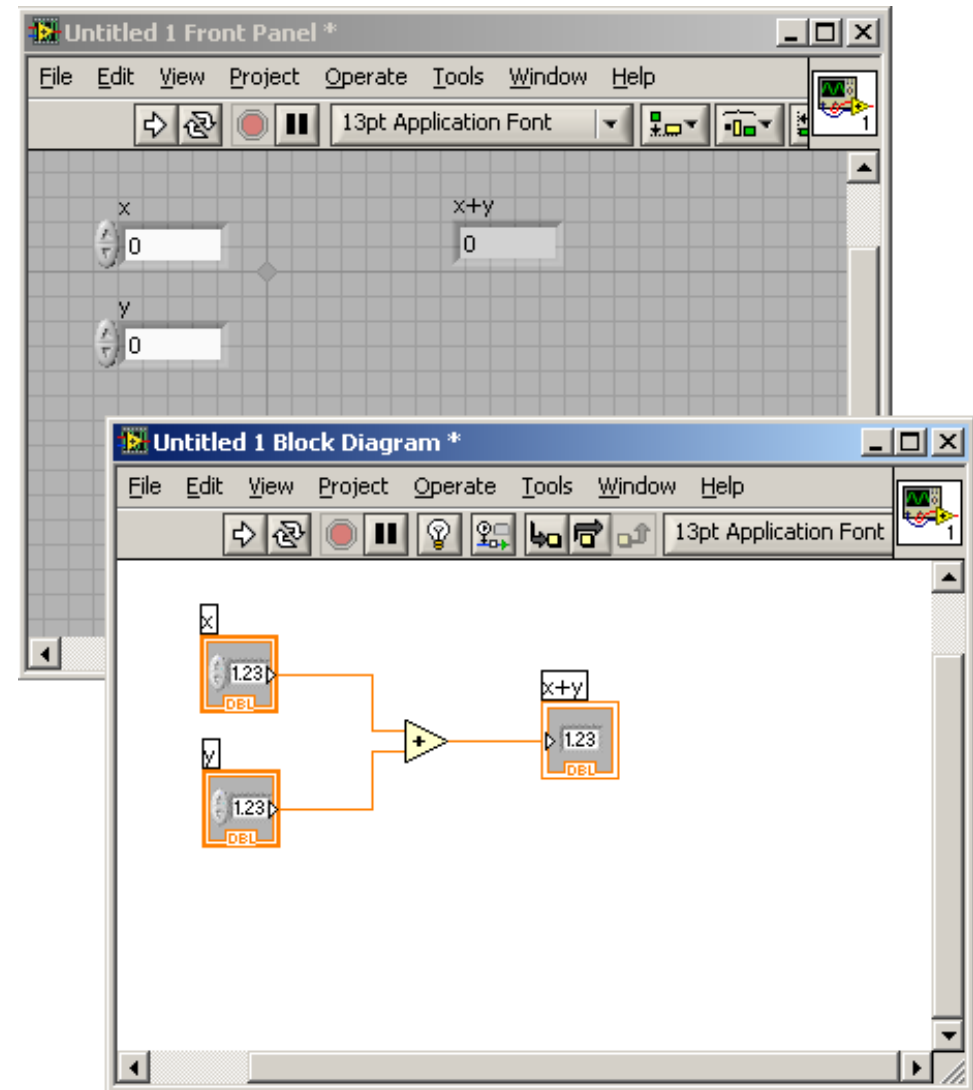 Untitled 1 Front Panel *
File Edit View Project Operate Tools Window Help
13pt Application Font
1
x
0
x+y
0
y
0
Untitled 1 Block Diagram *
File Edit View Project Operate Tools Window Help
13pt Application Font
1
x
1.23
DBL
y
1.23
DBL
+
x+y
1.23
DBL